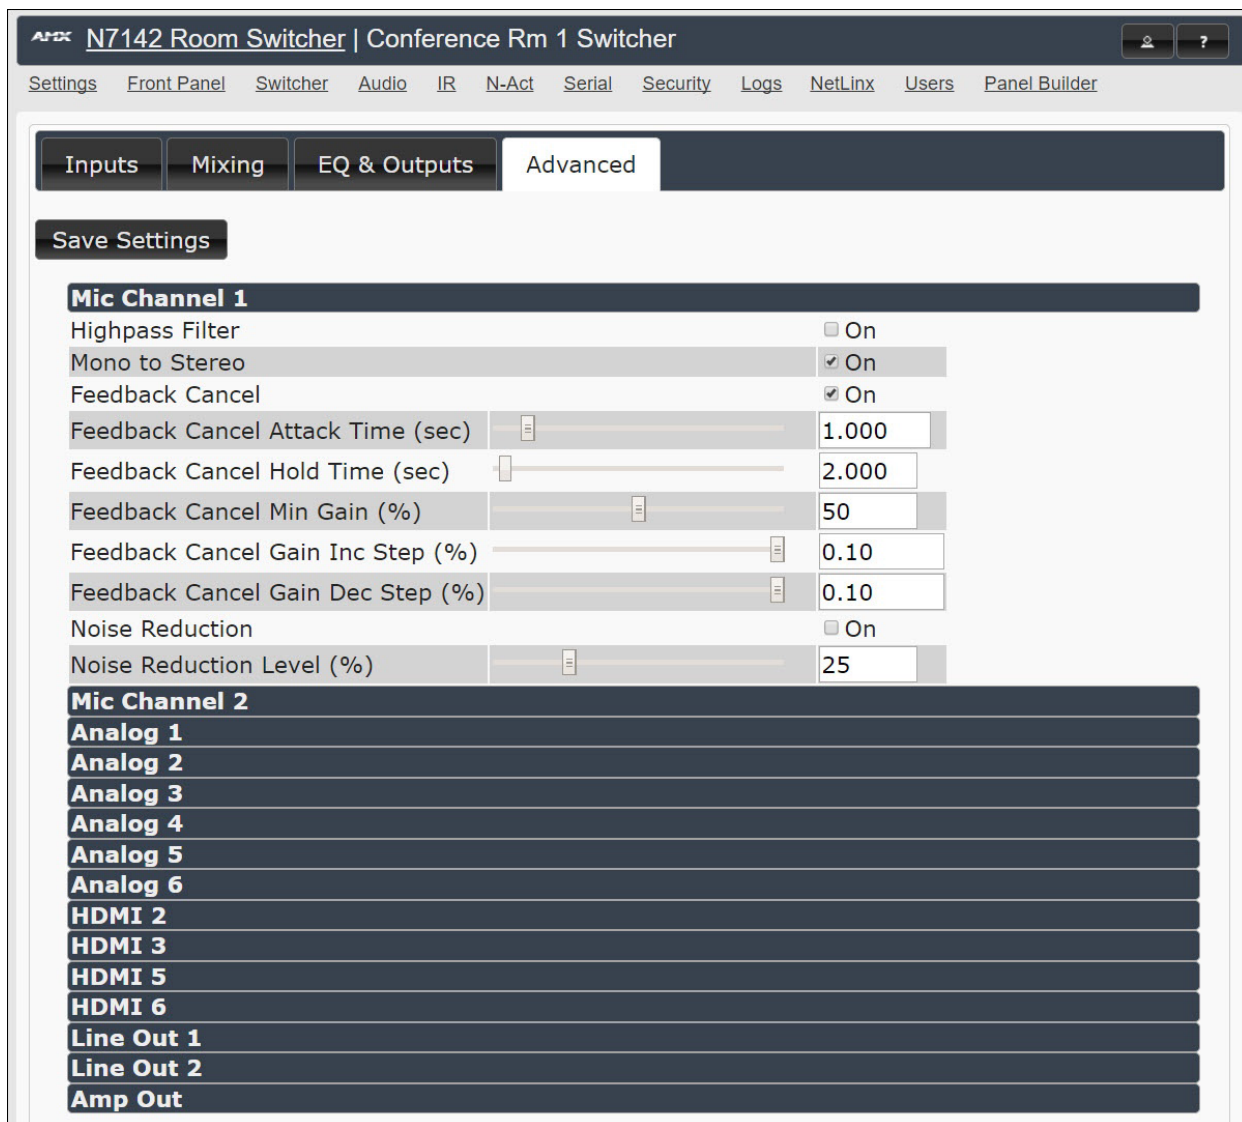 AMX N7142 Room Switcher | Conference Rm 1 Switcher ?
Settings Front Panel Switcher Audio IR N-Act Serial Security Logs NetLinx Users Panel Builder
Inputs Mixing EQ & Outputs Advanced
Save Settings
Mic Channel 1
Highpass Filter On
Mono to Stereo On
Feedback Cancel On
Feedback Cancel Attack Time (sec) 1.000
Feedback Cancel Hold Time (sec) 2.000
Feedback Cancel Min Gain (%) 50
Feedback Cancel Gain Inc Step (%) 0.10
Feedback Cancel Gain Dec Step (%) 0.10
Noise Reduction On
Noise Reduction Level (%) 25
Mic Channel 2
Analog 1
Analog 2
Analog 3
Analog 4
Analog 5
Analog 6
HDMI 2
HDMI 3
HDMI 5
HDMI 6
Line Out 1
Line Out 2
Amp Out